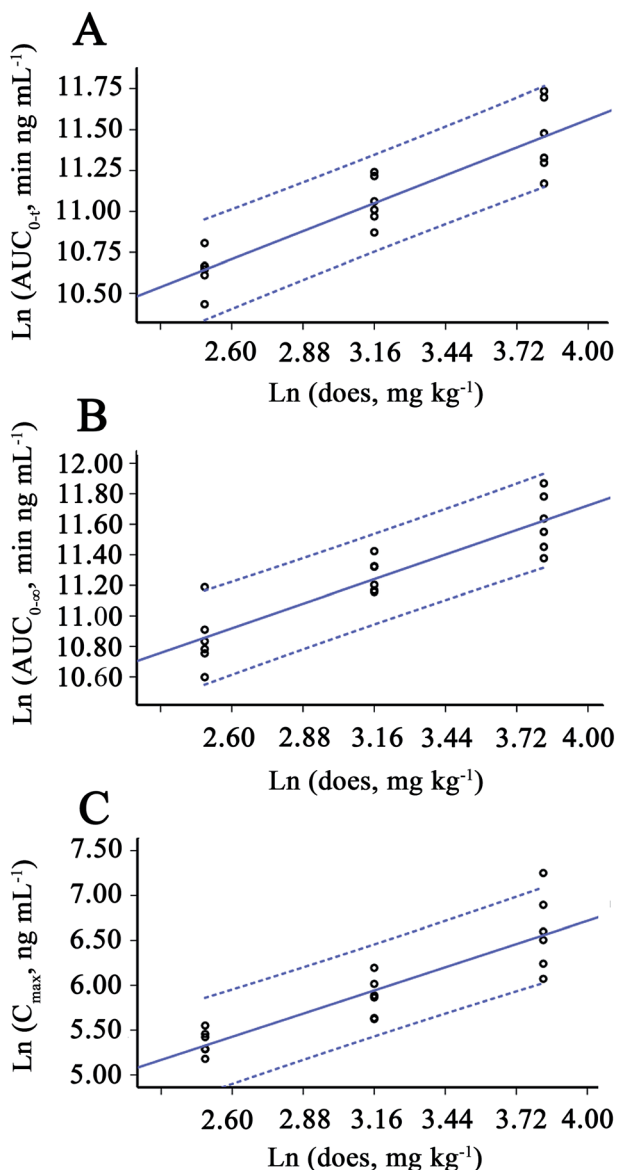 A
Ln (AUC0-t, min ng mL-1)
11.75
11.50
11.25
11.00
10.75
10.50
2.60 2.88 3.16 3.44 3.72 4.00
Ln (does, mg kg-1)
B
Ln (AUC0-∞, min ng mL-1)
12.00
11.80
11.60
11.40
11.20
11.00
10.80
10.60
2.60 2.88 3.16 3.44 3.72 4.00
Ln (does, mg kg-1)
C
Ln (Cmax, ng mL-1)
7.50
7.00
6.50
6.00
5.50
5.00
2.60 2.88 3.16 3.44 3.72 4.00
Ln (does, mg kg-1)